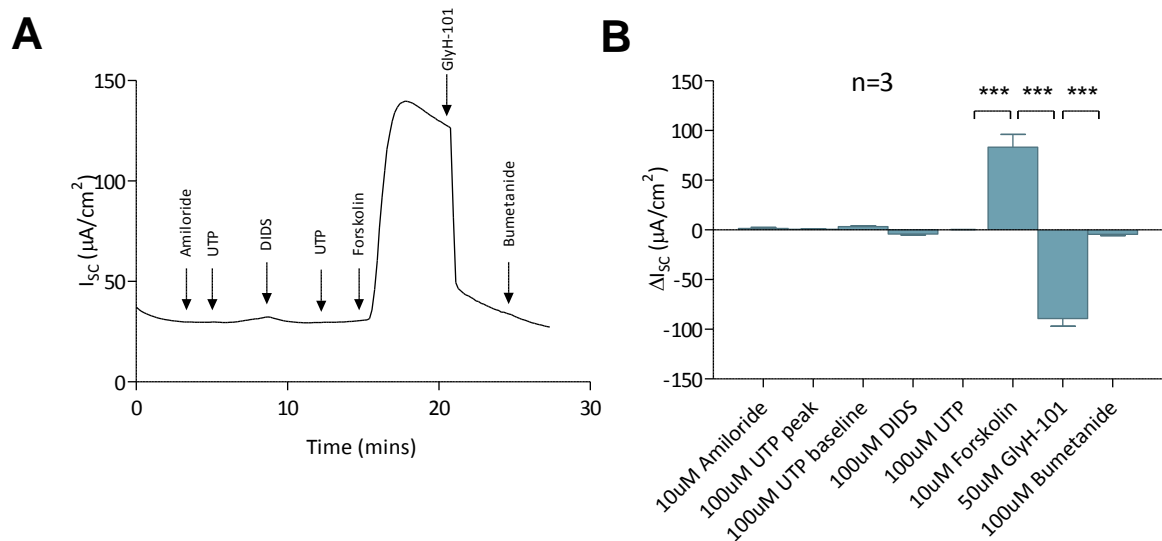 A
150
100
50
0
I_SC (µA/cm²)
Amiloride
UTP
DIDS
UTP
Forskolin
GlyH-101
Bumetanide
0
10
20
30
Time (mins)
B
n=3
***
***
***
150
100
50
0
-50
-100
-150
ΔI_SC (µA/cm²)
10uM Amiloride
100uM UTP peak
100uM UTP baseline
100uM DIDS
100uM UTP
10uM Forskolin
50uM GlyH-101
100uM Bumetanide